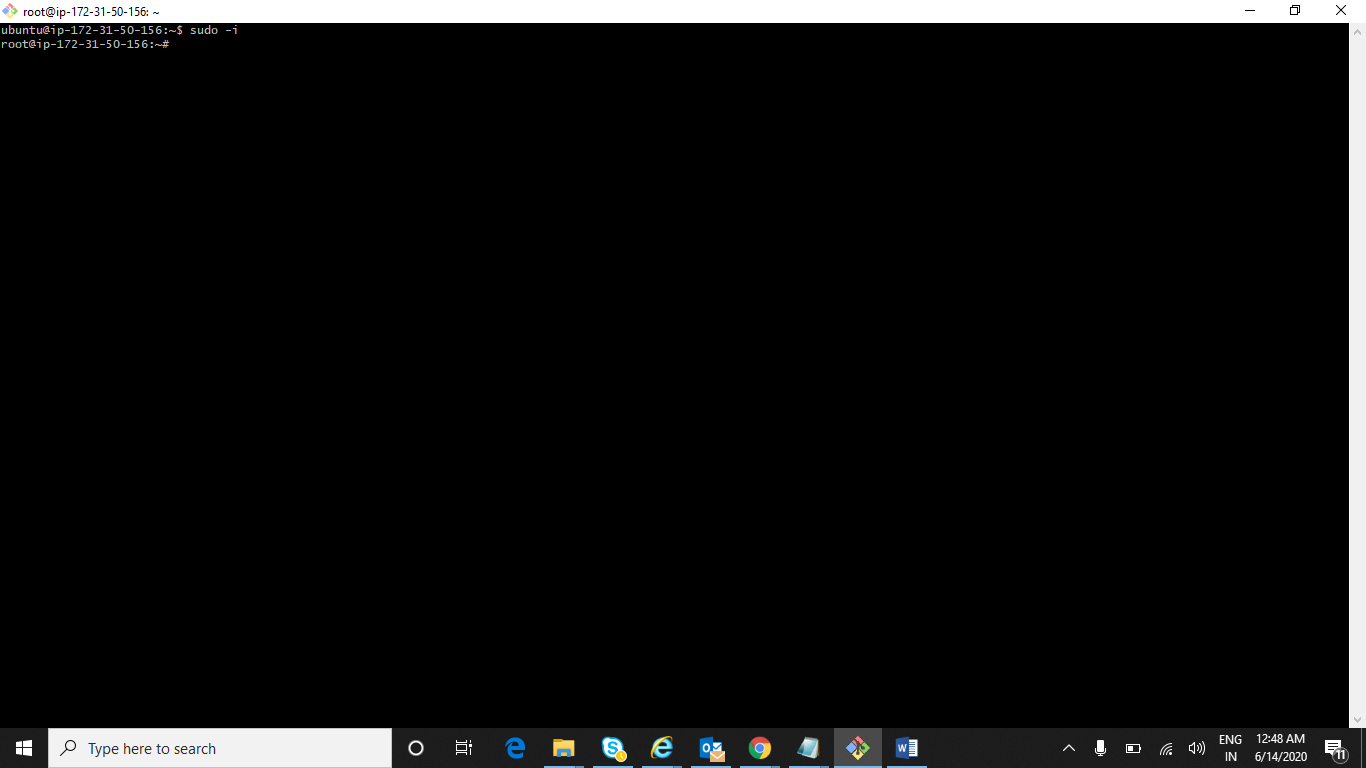 root@ip-172-31-50-156: ~
ubuntu@ip-172-31-50-156:~$ sudo -i
root@ip-172-31-50-156:~#
Type here to search
ENG
IN
12:48 AM
6/14/2020
11